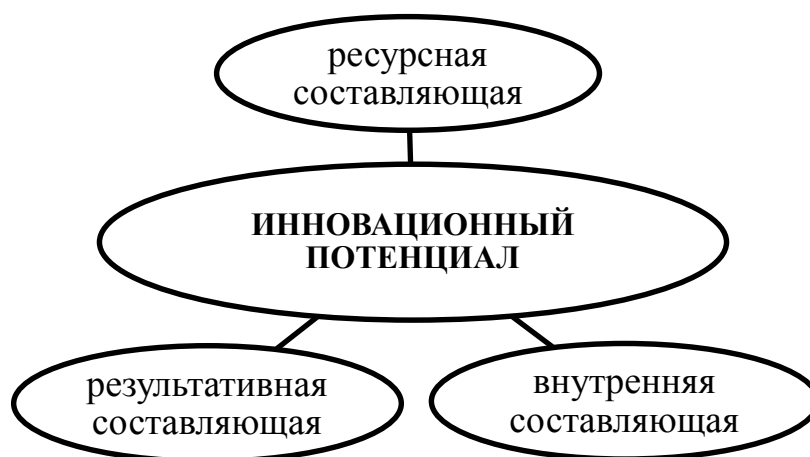 ресурсная
составляющая
ИННОВАЦИОННЫЙ
ПОТЕНЦИАЛ
результативная
составляющая
внутренняя
составляющая